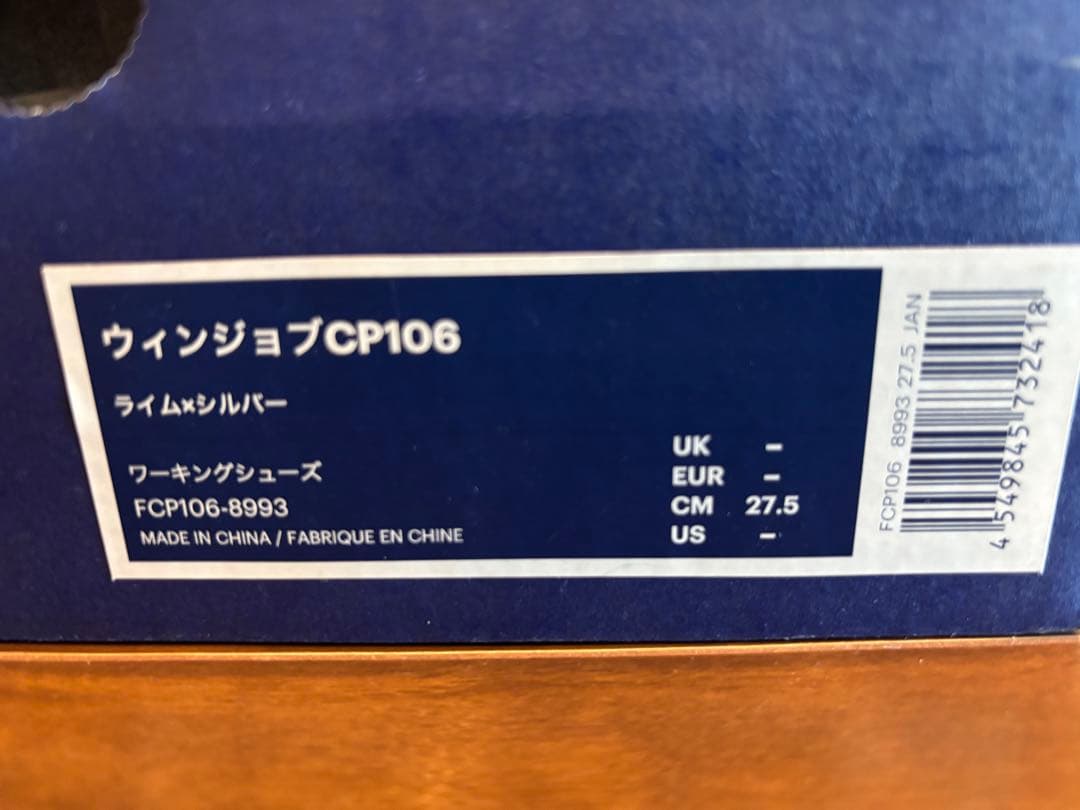 ウィンジョブCP106
ライム×シルバー
ワーキングシューズ
FCP106-8993
MADE IN CHINA / FABRIQUE EN CHINE
UK –
EUR –
CM 27.5
US –
FCP106 8993 27.5 JAN
4549845732418